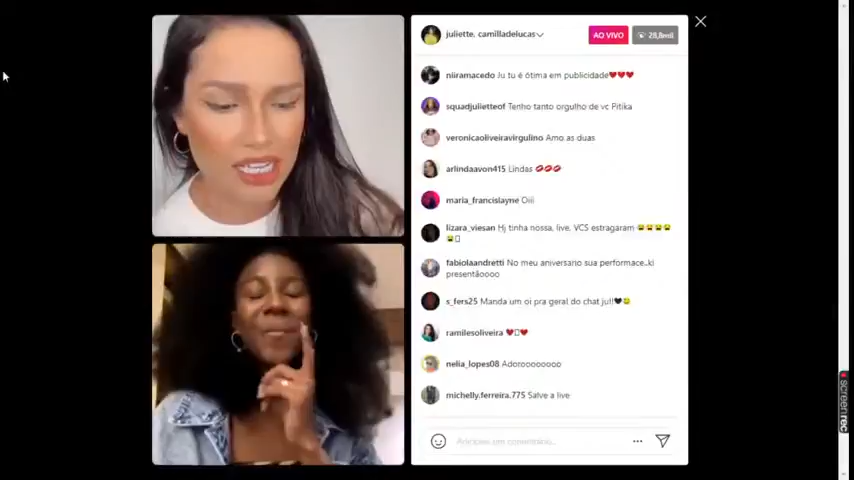 juliette, camilladelucas
AO VIVO
28,8mil
niiramacedo Ju tu é ótima em publicidade❤❤❤
squadjulietteof Tenho tanto orgulho de vc Pitika
veronicaoliveiravirgulino Amo as duas
arlindaavon415 Lindas 💋💋💋
maria_francislayne Oiii
lizara_viesan Hj tinha nossa, live, VCS estragaram 😭😭😭😭
😭
fabiolaandretti No meu aniversario sua performace..ki
presentãoooo
s_fers25 Manda um oi pra geral do chat ju!!🖤
ramilesoliveira ❤ ❤
nelia_lopes08 Adoroooooooo
michelly.ferreira.775 Salve a live
Adicione um comentário...
screenrec